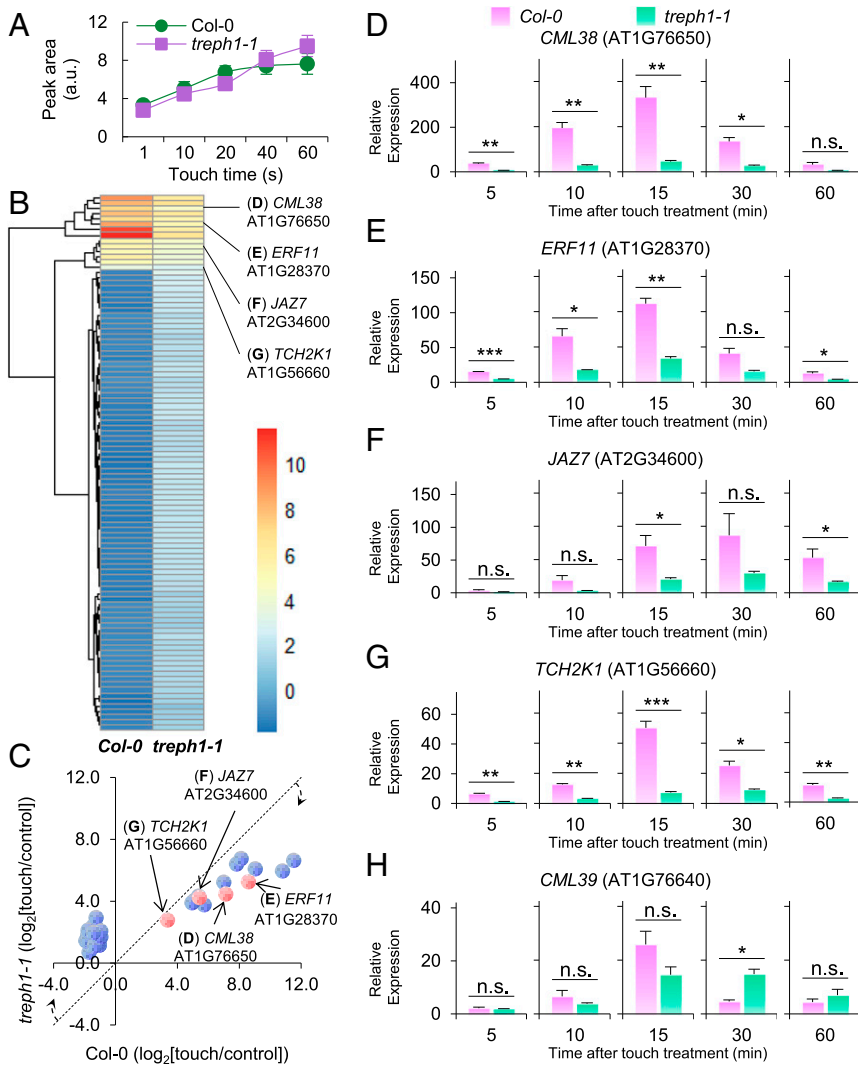 A
Col-0
treph1-1
Peak area
(a.u.)
12
8
4
0
1 10 20 40 60
Touch time (s)
B
(D) CML38
AT1G76650
(E) ERF11
AT1G28370
(F) JAZ7
AT2G34600
(G) TCH2K1
AT1G56660
10
8
6
4
2
0
Col-0 treph1-1
C
12.0
8.0
4.0
0.0
-4.0
-4.0 0.0 4.0 8.0 12.0
(F) JAZ7
AT2G34600
(G) TCH2K1
AT1G56660
(E) ERF11
AT1G28370
(D) CML38
AT1G76650
treph1-1 (log2[touch/control])
Col-0 (log2[touch/control])
Col-0 treph1-1
D
CML38 (AT1G76650)
Relative
Expression
400
200
0
** ** ** * n.s.
5 10 15 30 60
Time after touch treatment (min)
E
ERF11 (AT1G28370)
Relative
Expression
150
100
50
0
*** * ** n.s. *
5 10 15 30 60
Time after touch treatment (min)
F
JAZ7 (AT2G34600)
Relative
Expression
150
100
50
0
n.s. n.s. * n.s. *
5 10 15 30 60
Time after touch treatment (min)
G
TCH2K1 (AT1G56660)
Relative
Expression
60
40
20
0
** ** *** * **
5 10 15 30 60
Time after touch treatment (min)
H
CML39 (AT1G76640)
Relative
Expression
40
20
0
n.s. n.s. n.s. * n.s.
5 10 15 30 60
Time after touch treatment (min)